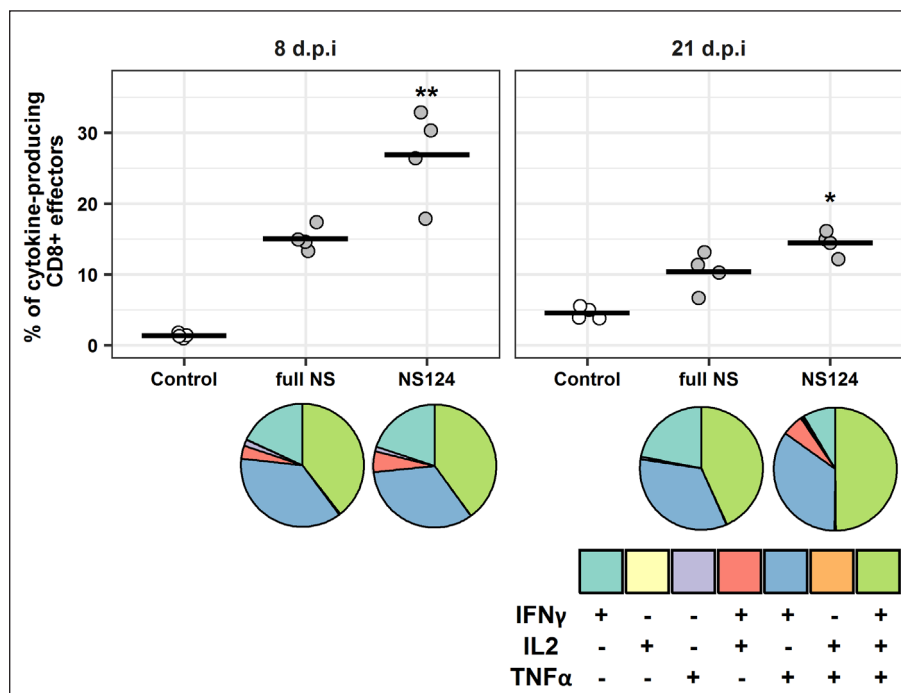 8 d.p.i 21 d.p.i
% of cytokine-producing
CD8+ effectors
30
20
10
0
**
*
Control full NS NS124 Control full NS NS124
IFNγ + - - + + - +
IL2 - + - + - + +
TNFα - - + - + + +